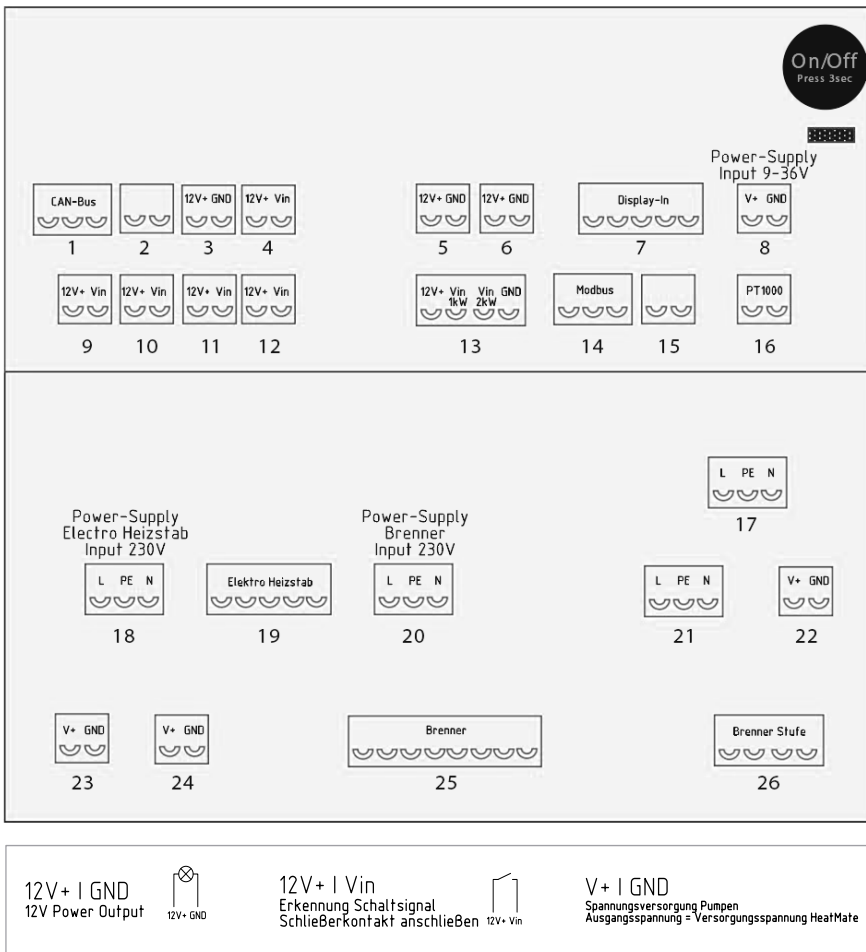 On/Off
Press 3sec
Power-Supply
Input 9-36V
CAN-Bus
12V+ GND
12V+ Vin
12V+ GND
12V+ GND
Display-In
V+ GND
1
2
3
4
5
6
7
8
12V+ Vin
12V+ Vin
12V+ Vin
12V+ Vin
12V+ Vin Vin GND
1kW 2kW
Modbus
PT1000
9
10
11
12
13
14
15
16
L PE N
17
Power-Supply
Electro Heizstab
Input 230V
Power-Supply
Brenner
Input 230V
L PE N
Elektro Heizstab
L PE N
L PE N
V+ GND
18
19
20
21
22
V+ GND
V+ GND
Brenner
Brenner Stufe
23
24
25
26
12V+ | GND
12V Power Output
12V+ GND
12V+ | Vin
Erkennung Schaltsignal
Schließerkontakt anschließen
12V+ Vin
V+ | GND
Spannungsversorgung Pumpen
Ausgangsspannung = Versorgungsspannung HeatMate